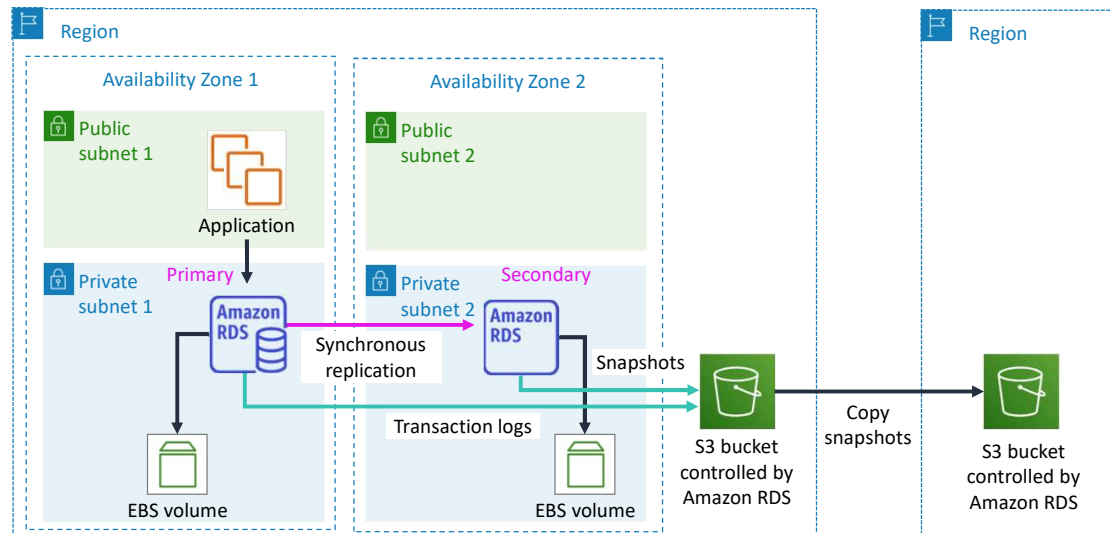 Region
Region
Availability Zone 1
Availability Zone 2
Public
subnet 1
Public
subnet 2
Application
Primary
Secondary
Private
subnet 1
Private
subnet 2
Amazon
RDS
Amazon
RDS
Synchronous
replication
Snapshots
Transaction logs
Copy
snapshots
EBS volume
EBS volume
S3 bucket
controlled by
Amazon RDS
S3 bucket
controlled by
Amazon RDS